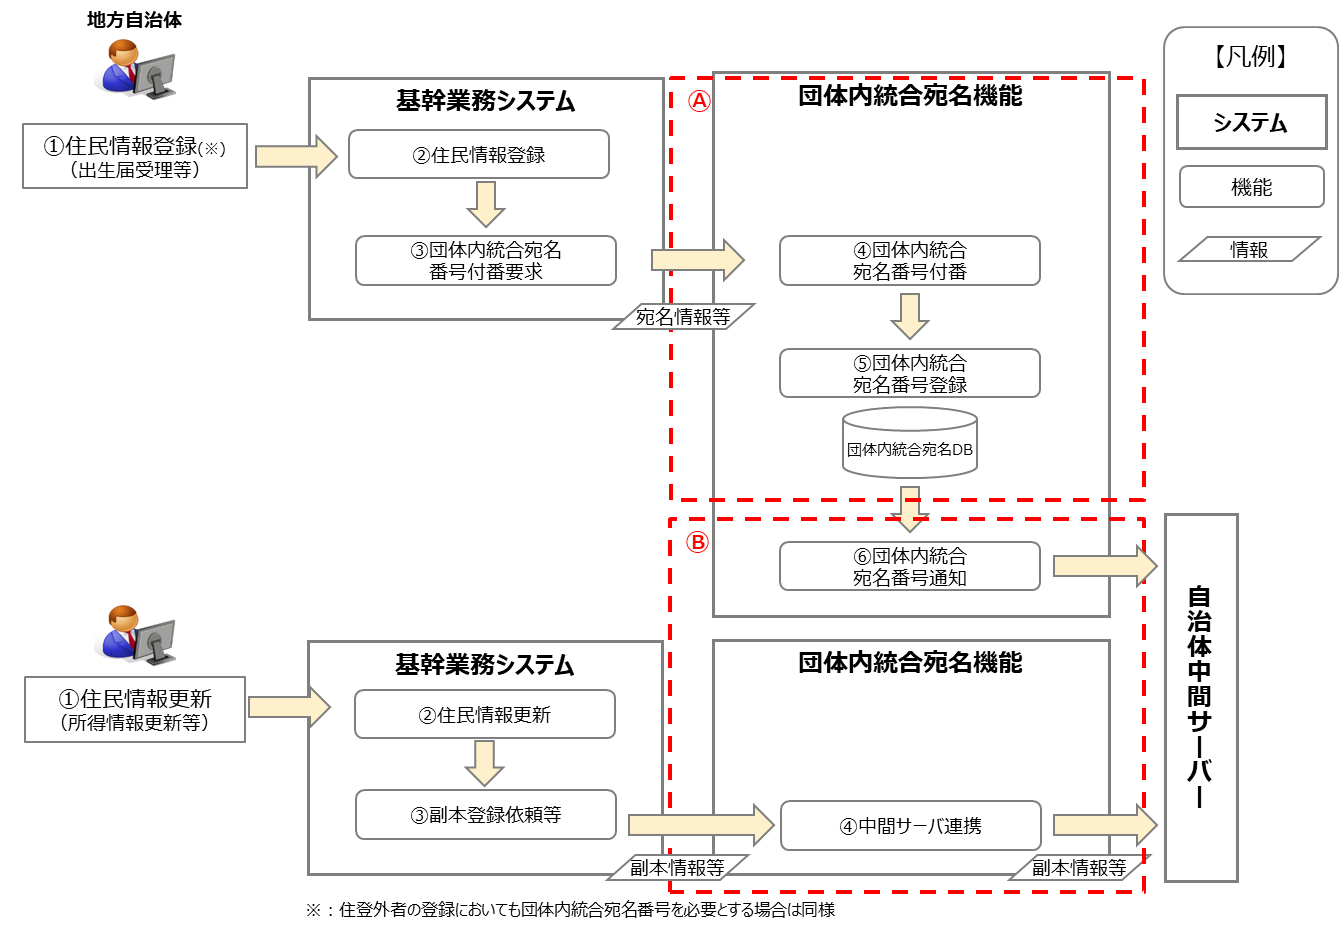 地方自治体
①住民情報登録(※)
（出生届受理等）
基幹業務システム
②住民情報登録
③団体内統合宛名
番号付番要求
宛名情報等
Ⓐ
団体内統合宛名機能
④団体内統合
宛名番号付番
⑤団体内統合
宛名番号登録
団体内統合宛名DB
Ⓑ
⑥団体内統合
宛名番号通知
【凡例】
システム
機能
情報
自治体中間サーバー
①住民情報更新
（所得情報更新等）
基幹業務システム
②住民情報更新
③副本登録依頼等
副本情報等
団体内統合宛名機能
④中間サーバ連携
副本情報等
※：住登外者の登録においても団体内統合宛名番号を必要とする場合は同様